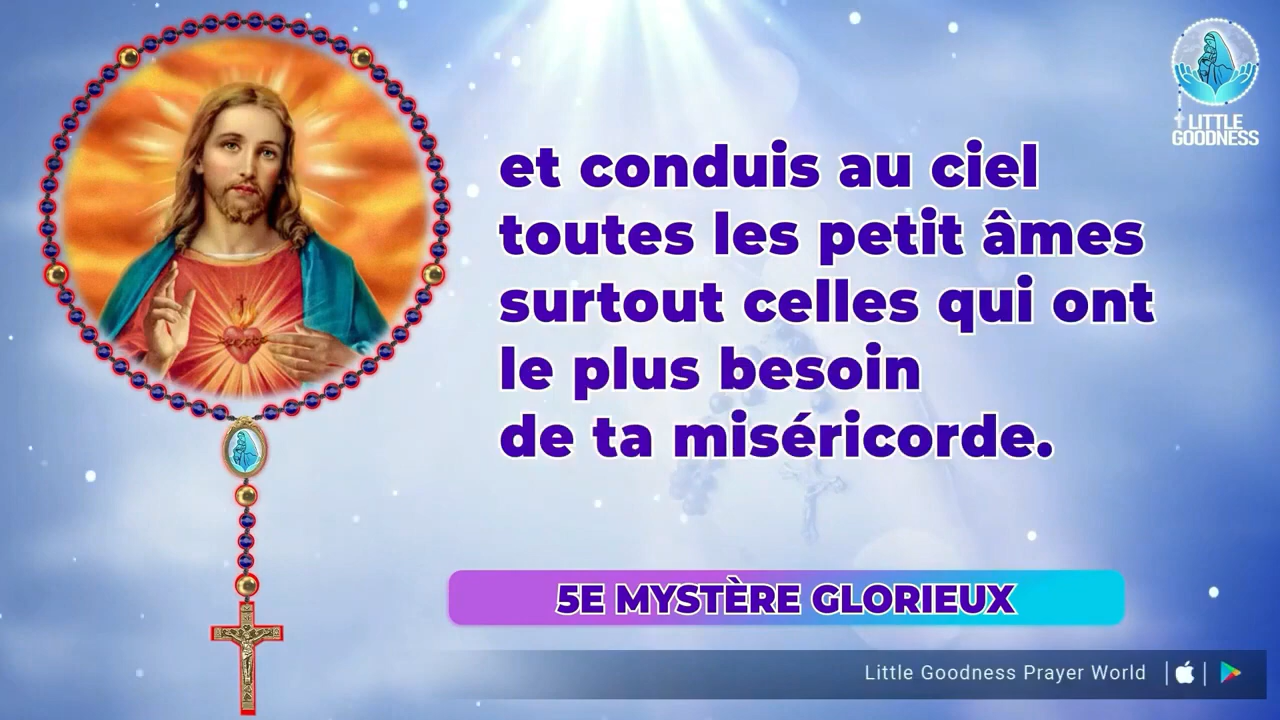 LITTLE
GOODNESS
et conduis au ciel
toutes les petit âmes
surtout celles qui ont
le plus besoin
de ta miséricorde.
5E MYSTÈRE GLORIEUX
Little Goodness Prayer World